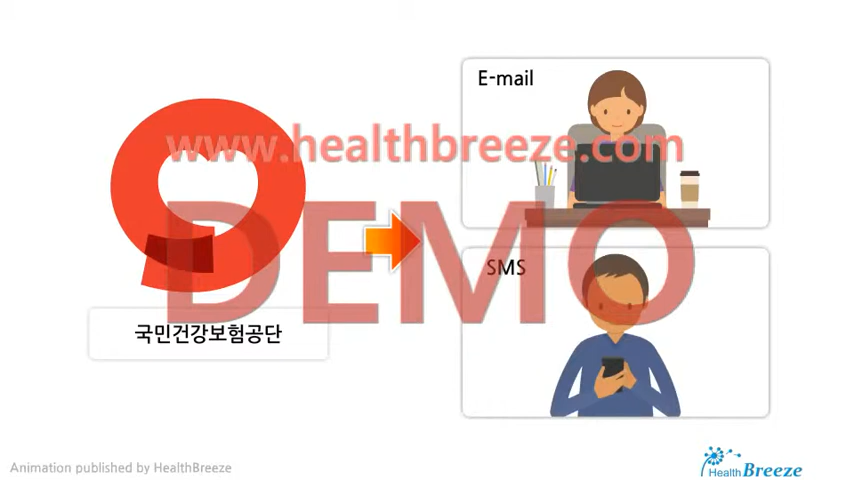 E-mail
www.healthbreeze.com
DEMO
SMS
국민건강보험공단
Animation published by HealthBreeze
Health Breeze